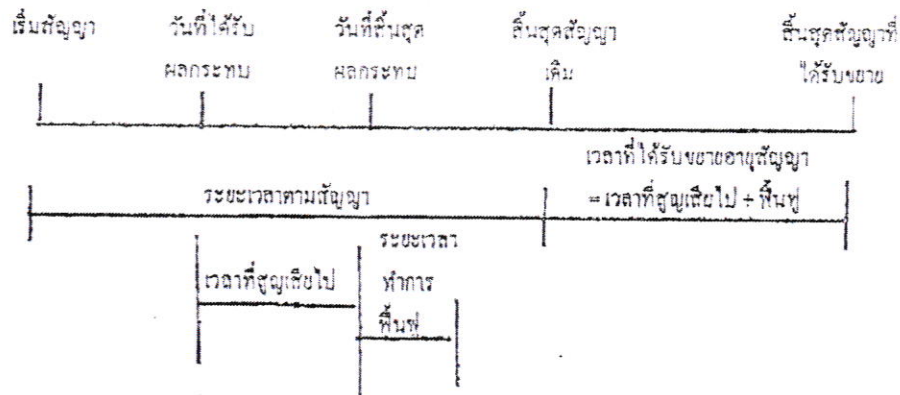 เริ่มสัญญา วันที่ได้รับ วันที่สิ้นสุด สิ้นสุดสัญญา สิ้นสุดสัญญาที่
ผลกระทบ ผลกระทบ เดิม ได้รับขยาย
เวลาที่ได้รับขยายอายุสัญญา
ระยะเวลาตามสัญญา = เวลาที่สูญเสียไป + ฟื้นฟู
ระยะเวลา
เวลาที่สูญเสียไป ทำการ
ฟื้นฟู